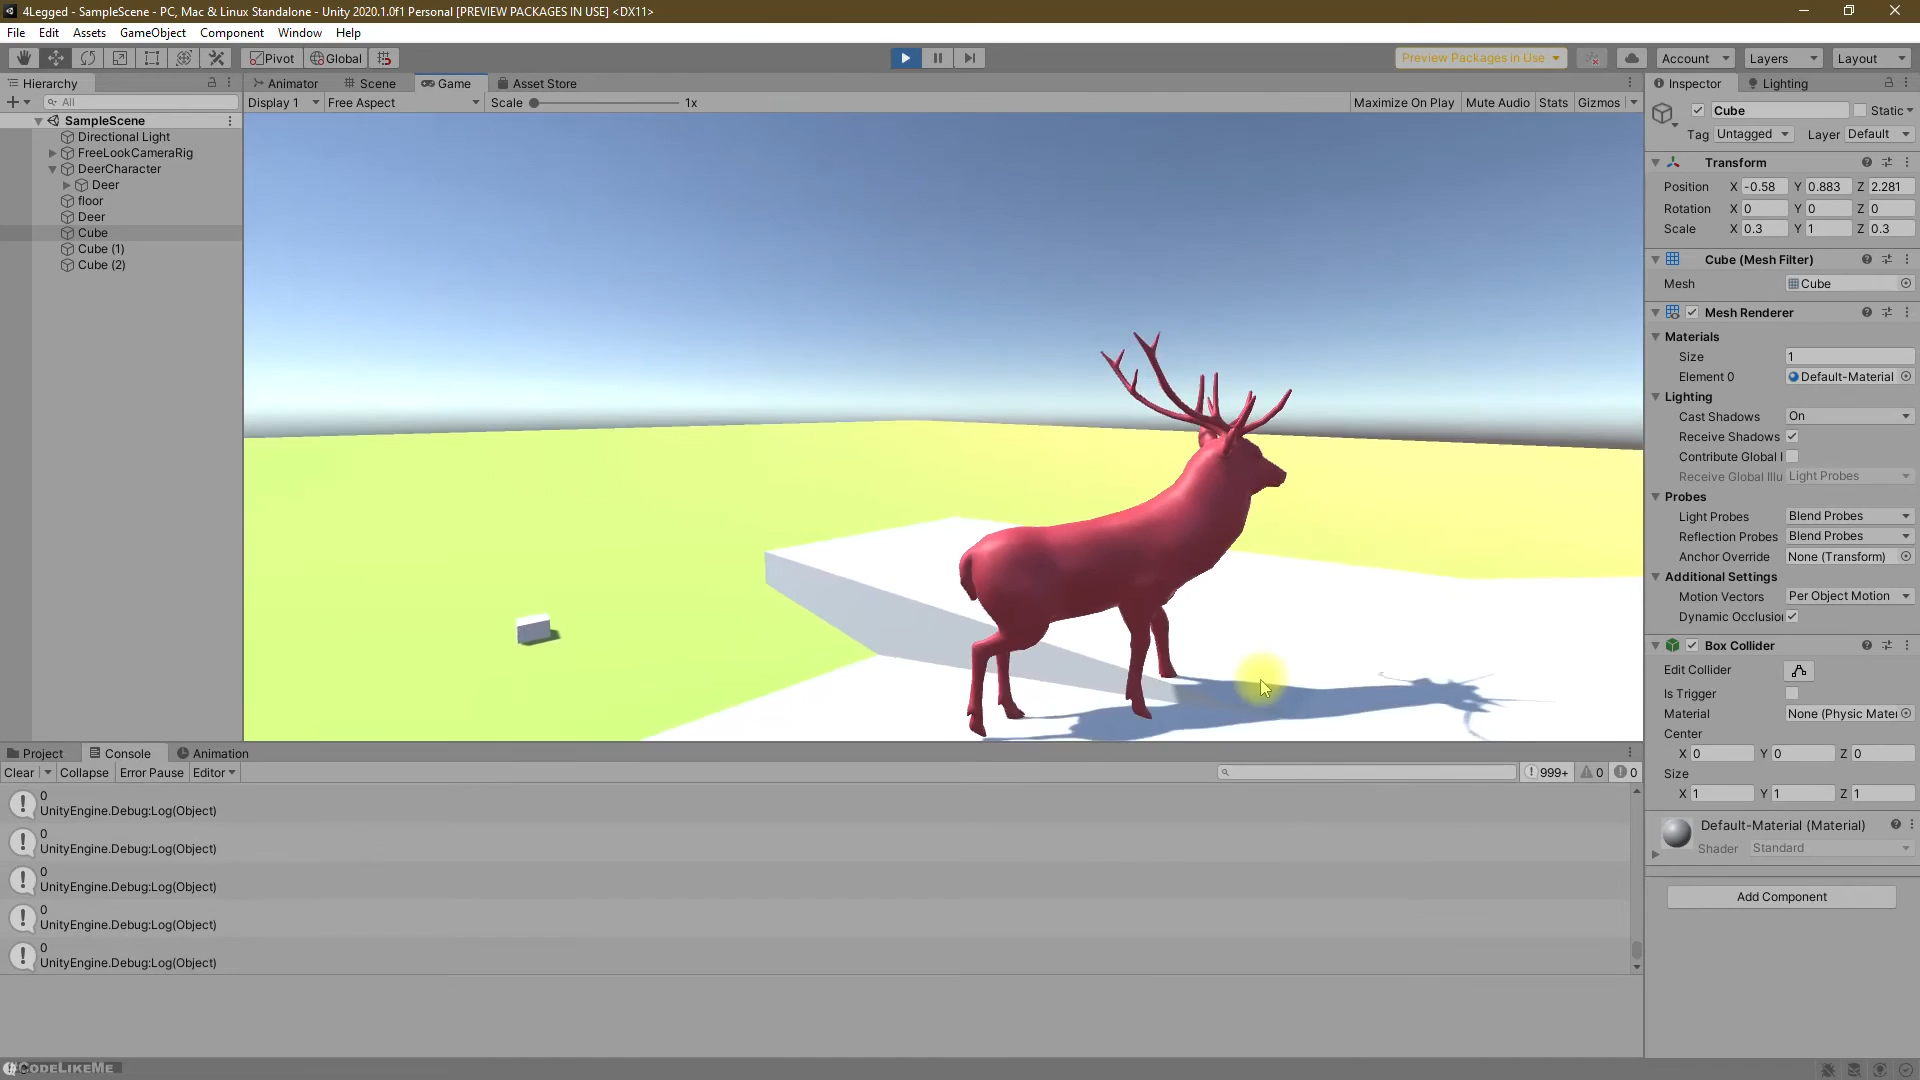 4Legged - SampleScene - PC, Mac & Linux Standalone - Unity 2020.1.0f1 Personal [PREVIEW PACKAGES IN USE] <DX11>
File Edit Assets GameObject Component Window Help
Pivot Global Preview Packages in Use Account Layers Layout
Hierarchy Animator Scene Game Asset Store Inspector Lighting
All Display 1 Free Aspect Scale 1x Maximize On Play Mute Audio Stats Gizmos
SampleScene
Directional Light
FreeLookCameraRig
DeerCharacter
Deer
floor
Deer
Cube
Cube (1)
Cube (2)
Cube Static
Tag Untagged Layer Default
Transform
Position X -0.58 Y 0.883 Z 2.281
Rotation X 0 Y 0 Z 0
Scale X 0.3 Y 1 Z 0.3
Cube (Mesh Filter)
Mesh Cube
Mesh Renderer
Materials
Size 1
Element 0 Default-Material
Lighting
Cast Shadows On
Receive Shadows
Contribute Global I
Receive Global Illu Light Probes
Probes
Light Probes Blend Probes
Reflection Probes Blend Probes
Anchor Override None (Transform)
Additional Settings
Motion Vectors Per Object Motion
Dynamic Occlusion
Box Collider
Edit Collider
Is Trigger
Material None (Physic Mater
Center
X 0 Y 0 Z 0
Size
X 1 Y 1 Z 1
Default-Material (Material)
Shader Standard
Add Component
Project Console Animation
Clear Collapse Error Pause Editor 999+ 0 0
0
UnityEngine.Debug:Log(Object)
0
UnityEngine.Debug:Log(Object)
0
UnityEngine.Debug:Log(Object)
0
UnityEngine.Debug:Log(Object)
0
UnityEngine.Debug:Log(Object)
CODELIKEME